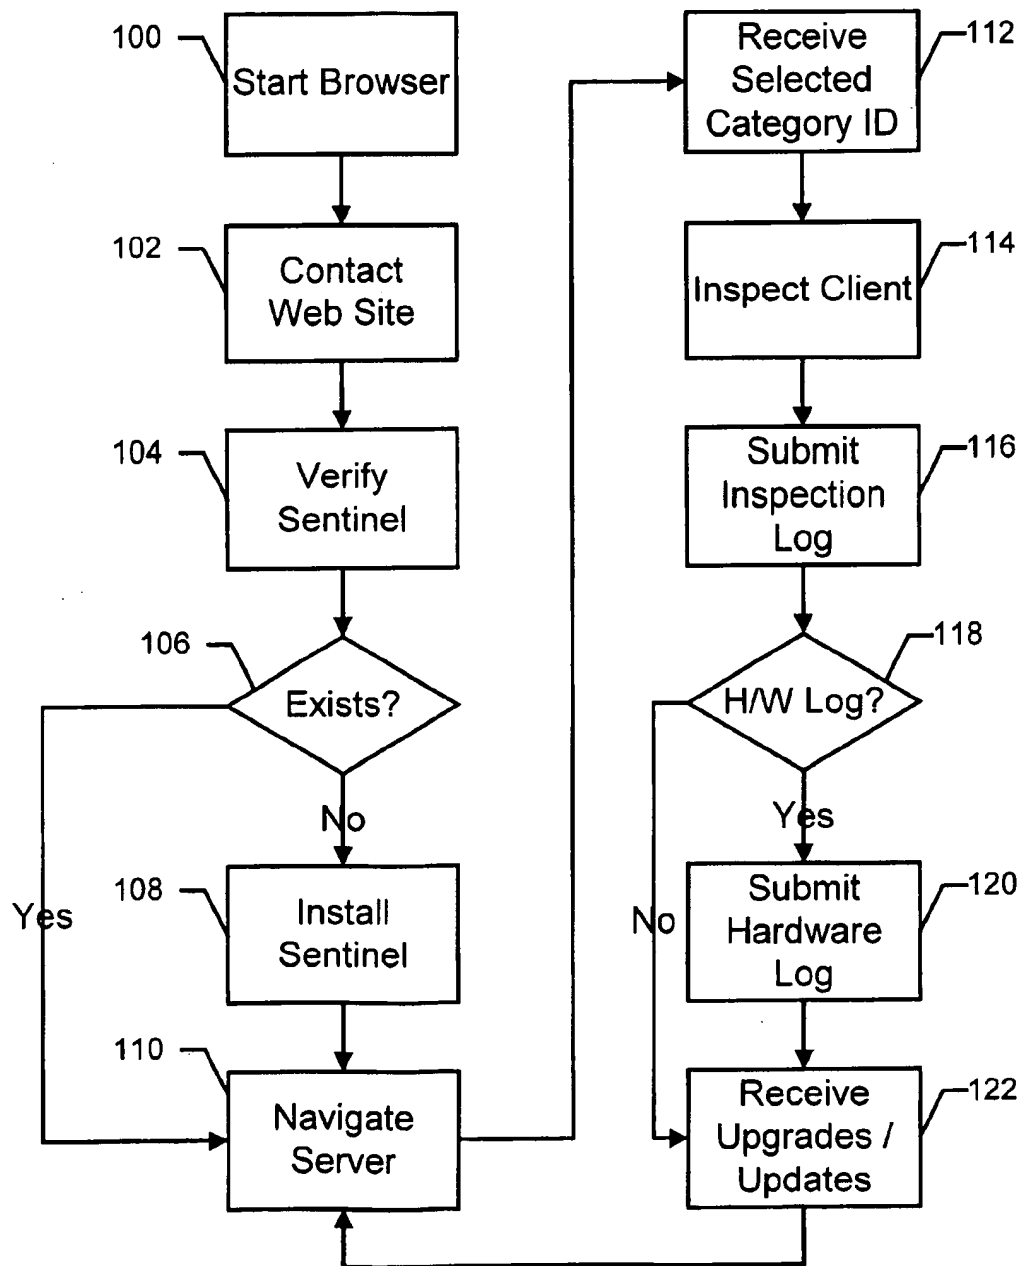 100
Start Browser
102
Contact
Web Site
104
Verify
Sentinel
106
Exists?
No
Yes
108
Install
Sentinel
110
Navigate
Server
112
Receive
Selected
Category ID
114
Inspect Client
116
Submit
Inspection
Log
118
H/W Log?
Yes
No
120
Submit
Hardware
Log
122
Receive
Upgrades /
Updates